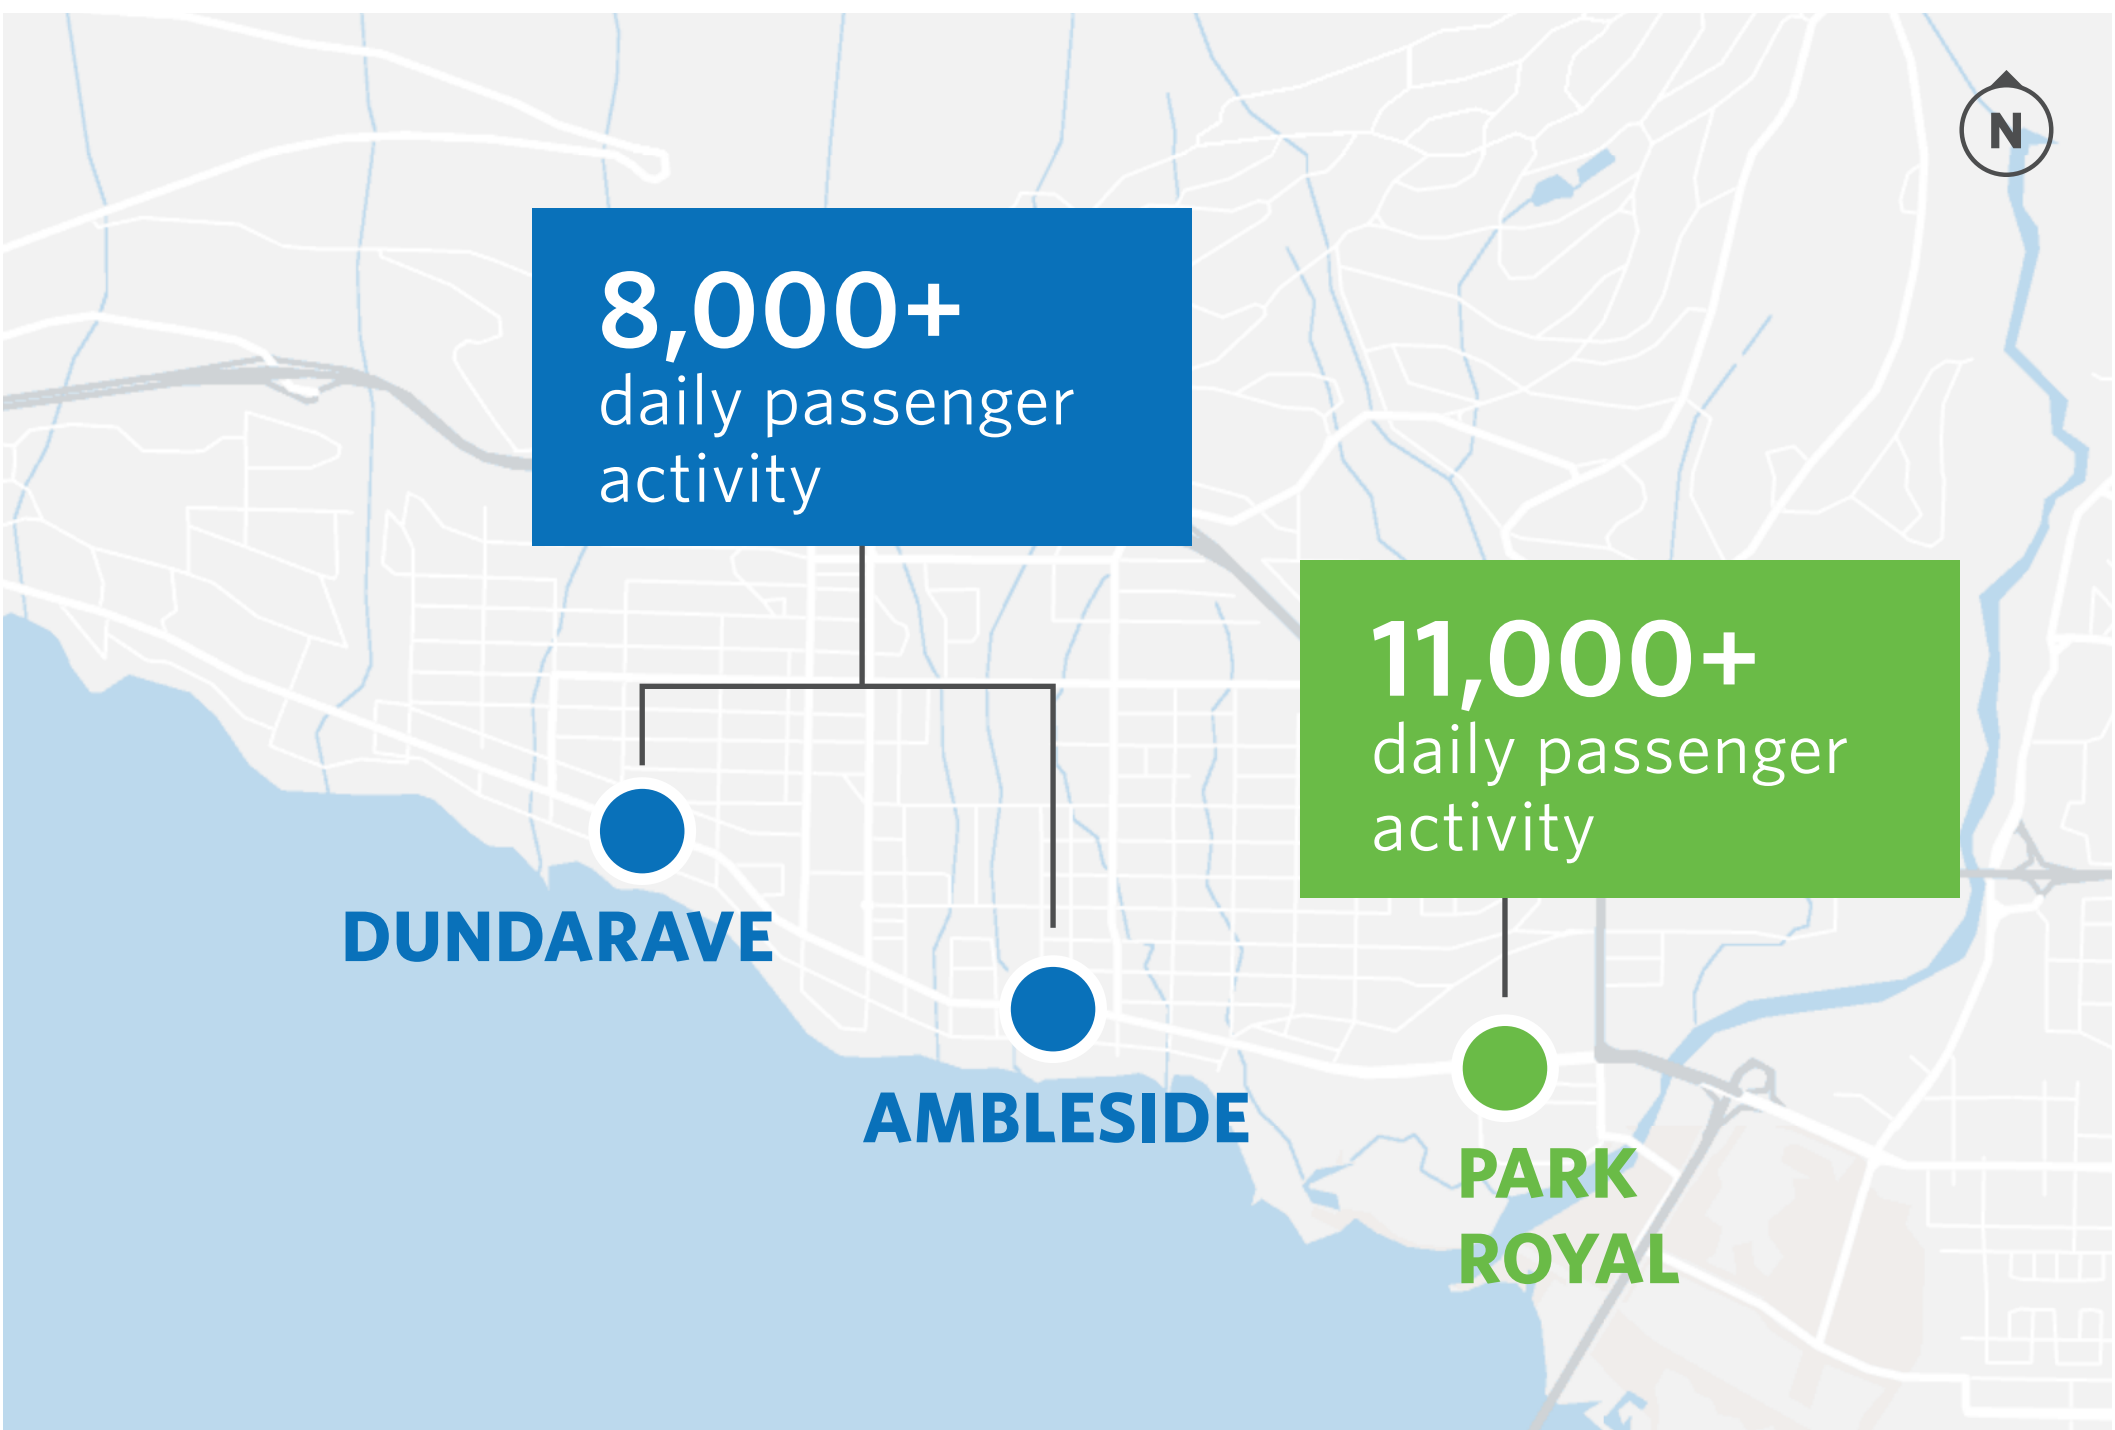 N
8,000+
daily passenger
activity
11,000+
daily passenger
activity
DUNDARAVE
AMBLESIDE
PARK
ROYAL